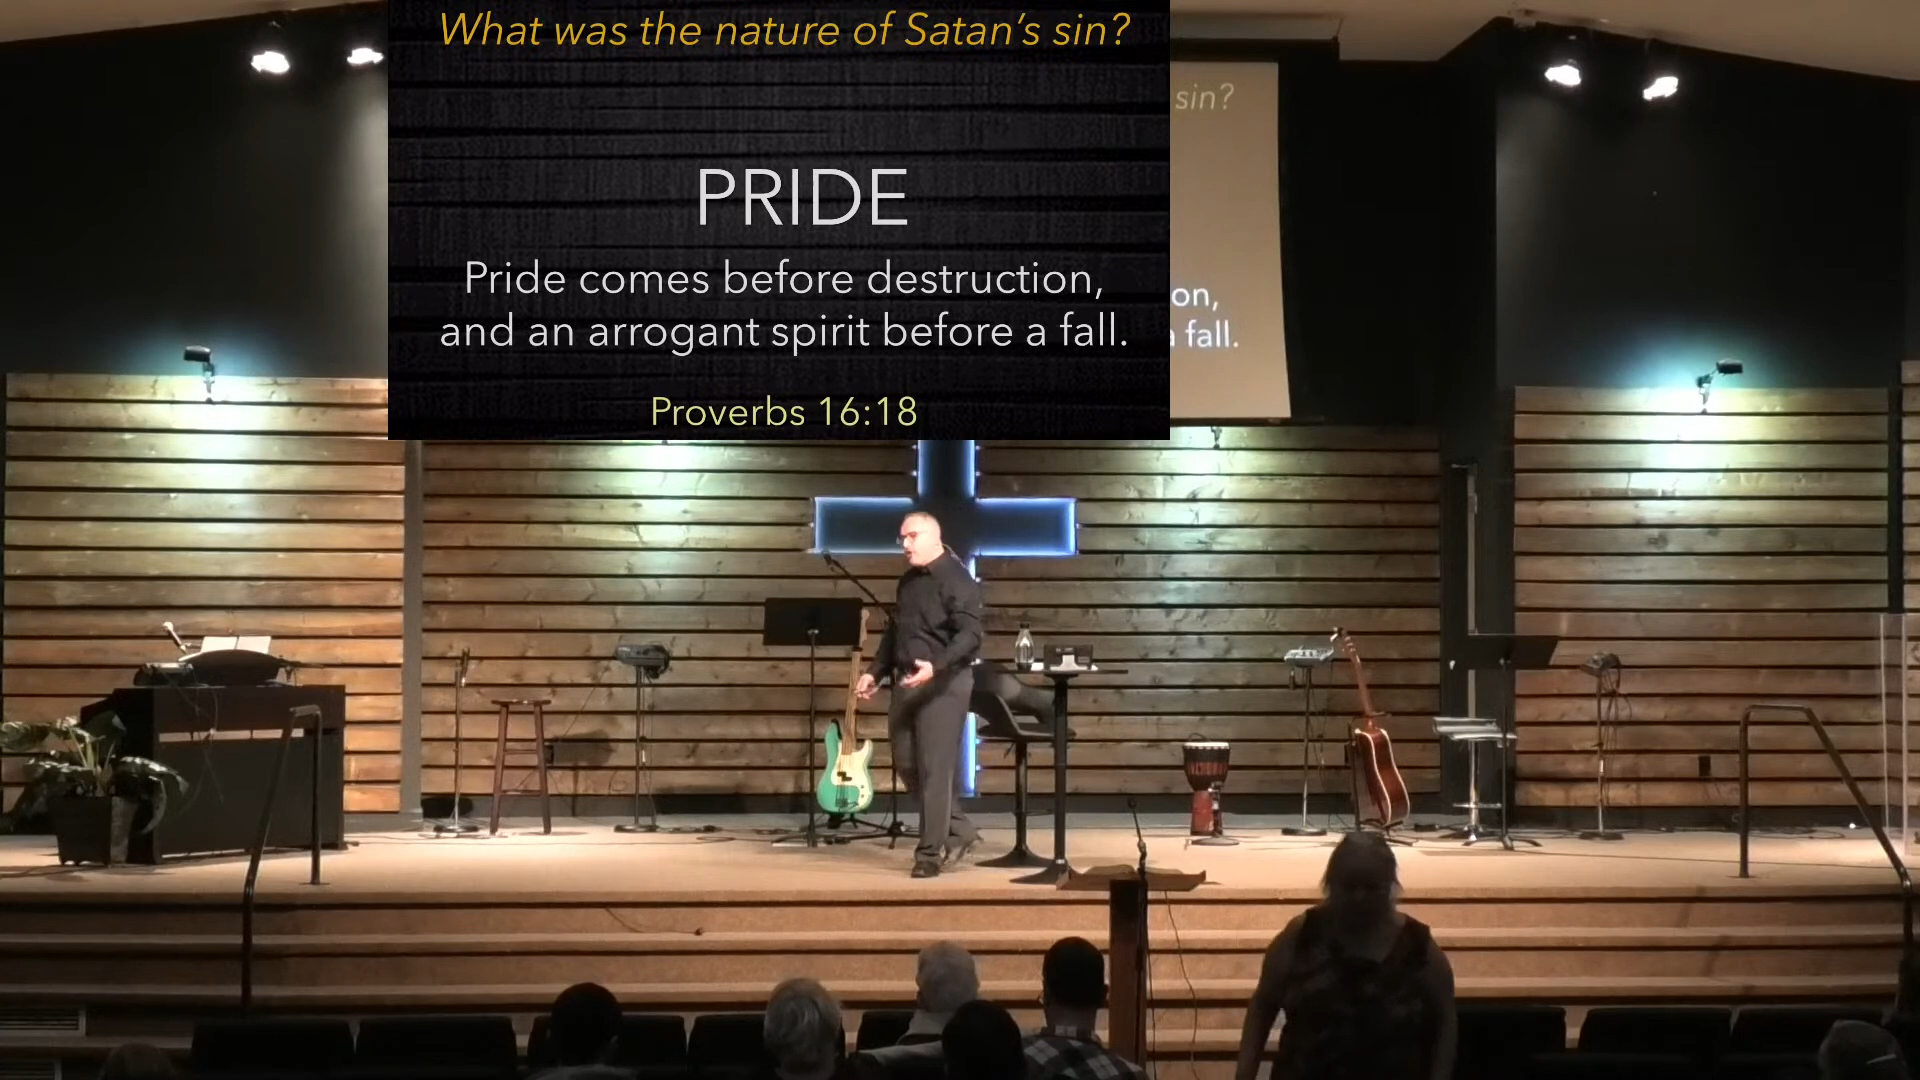 What was the nature of Satan's sin?
sin?
PRIDE
Pride comes before destruction,
and an arrogant spirit before a fall.
on,
a fall.
Proverbs 16:18